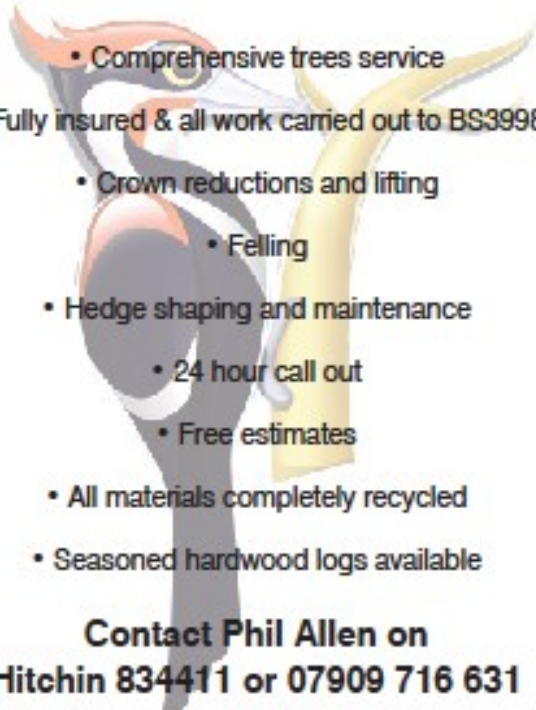 • Comprehensive trees service
Fully insured & all work carried out to BS3998
• Crown reductions and lifting
• Felling
• Hedge shaping and maintenance
• 24 hour call out
• Free estimates
• All materials completely recycled
• Seasoned hardwood logs available
Contact Phil Allen on
Hitchin 834411 or 07909 716 631